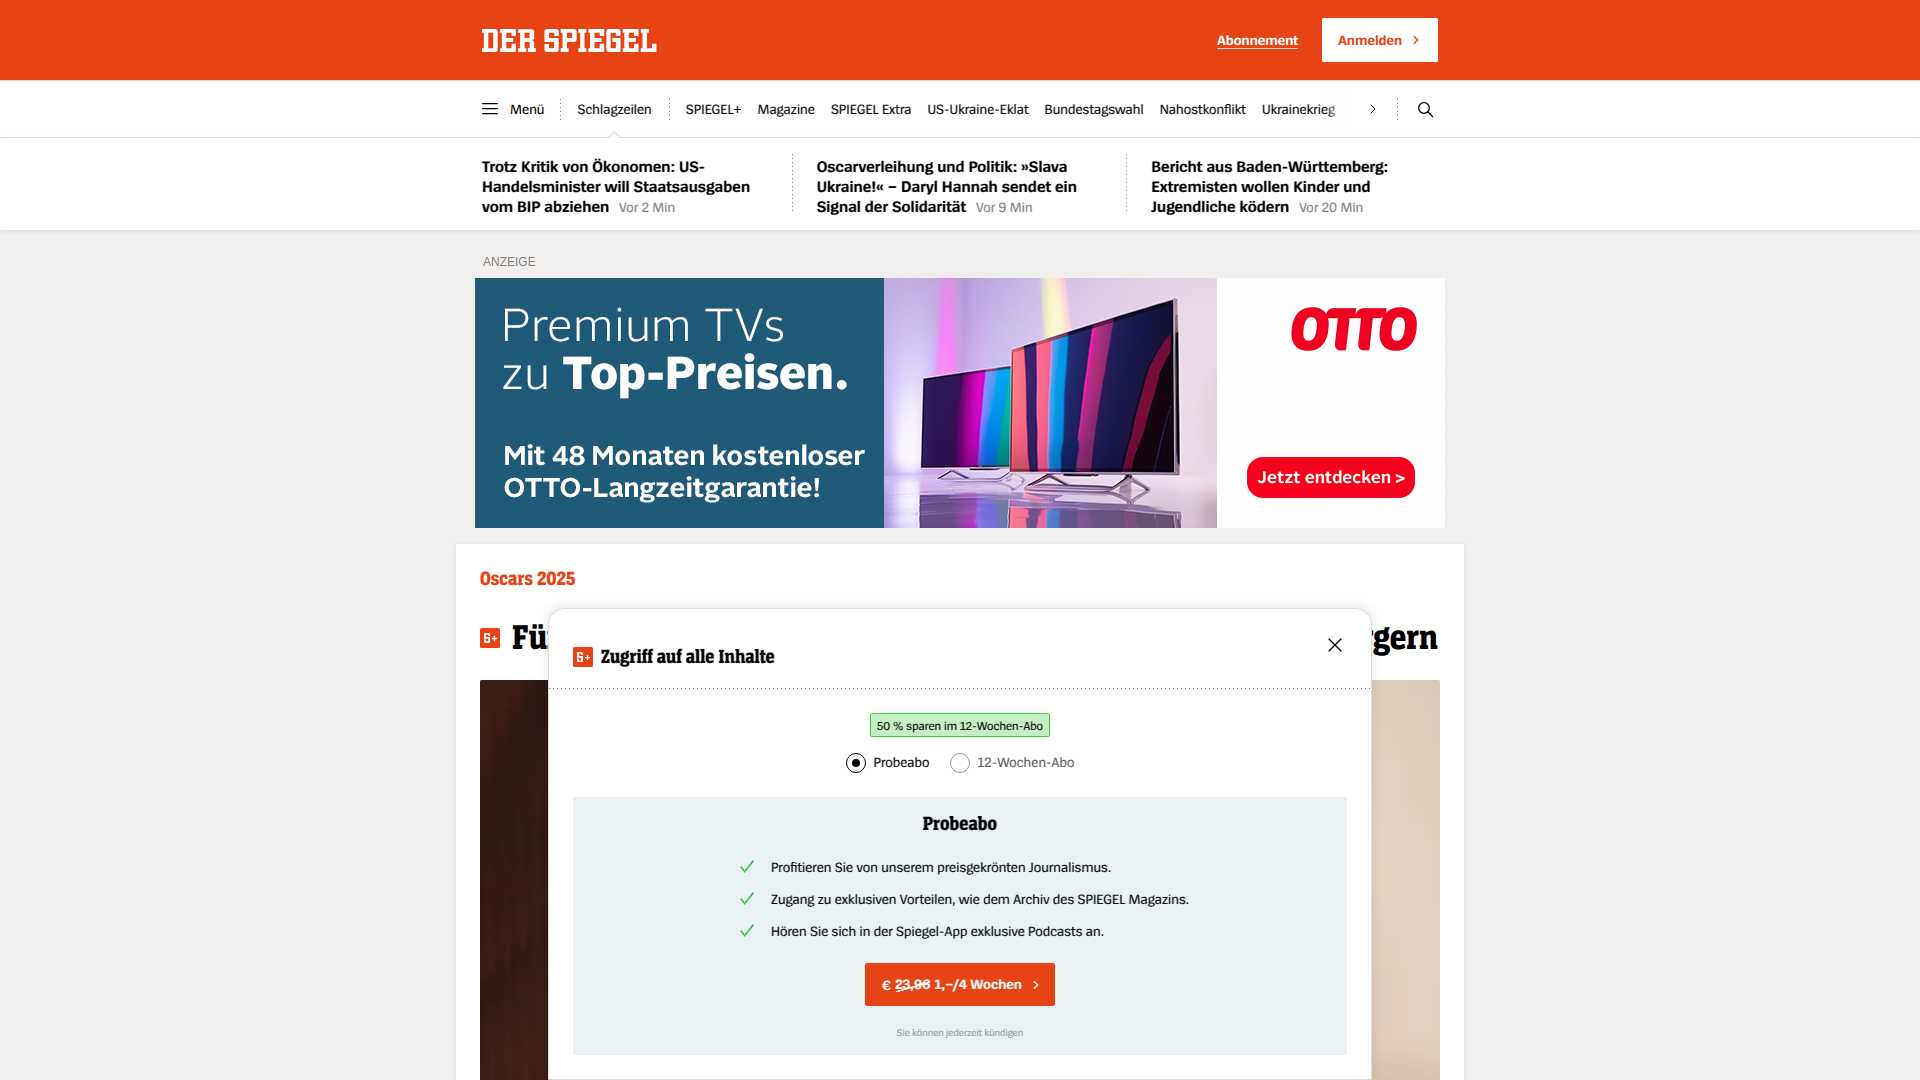 DER SPIEGEL
Abonnement
Anmelden
Menü
Schlagzeilen
SPIEGEL+
Magazine
SPIEGEL Extra
US-Ukraine-Eklat
Bundestagswahl
Nahostkonflikt
Ukrainekrieg
Trotz Kritik von Ökonomen: US-
Handelsminister will Staatsausgaben
vom BIP abziehen Vor 2 Min
Oscarverleihung und Politik: »Slava
Ukraine!« – Daryl Hannah sendet ein
Signal der Solidarität Vor 9 Min
Bericht aus Baden-Württemberg:
Extremisten wollen Kinder und
Jugendliche ködern Vor 20 Min
ANZEIGE
Premium TVs
zu Top-Preisen.
Mit 48 Monaten kostenloser
OTTO-Langzeitgarantie!
OTTO
Jetzt entdecken >
Oscars 2025
Zugriff auf alle Inhalte
50 % sparen im 12-Wochen-Abo
Probeabo
12-Wochen-Abo
Probeabo
Profitieren Sie von unserem preisgekrönten Journalismus.
Zugang zu exklusiven Vorteilen, wie dem Archiv des SPIEGEL Magazins.
Hören Sie sich in der Spiegel-App exklusive Podcasts an.
€ 23,96 1,–/4 Wochen
Sie können jederzeit kündigen